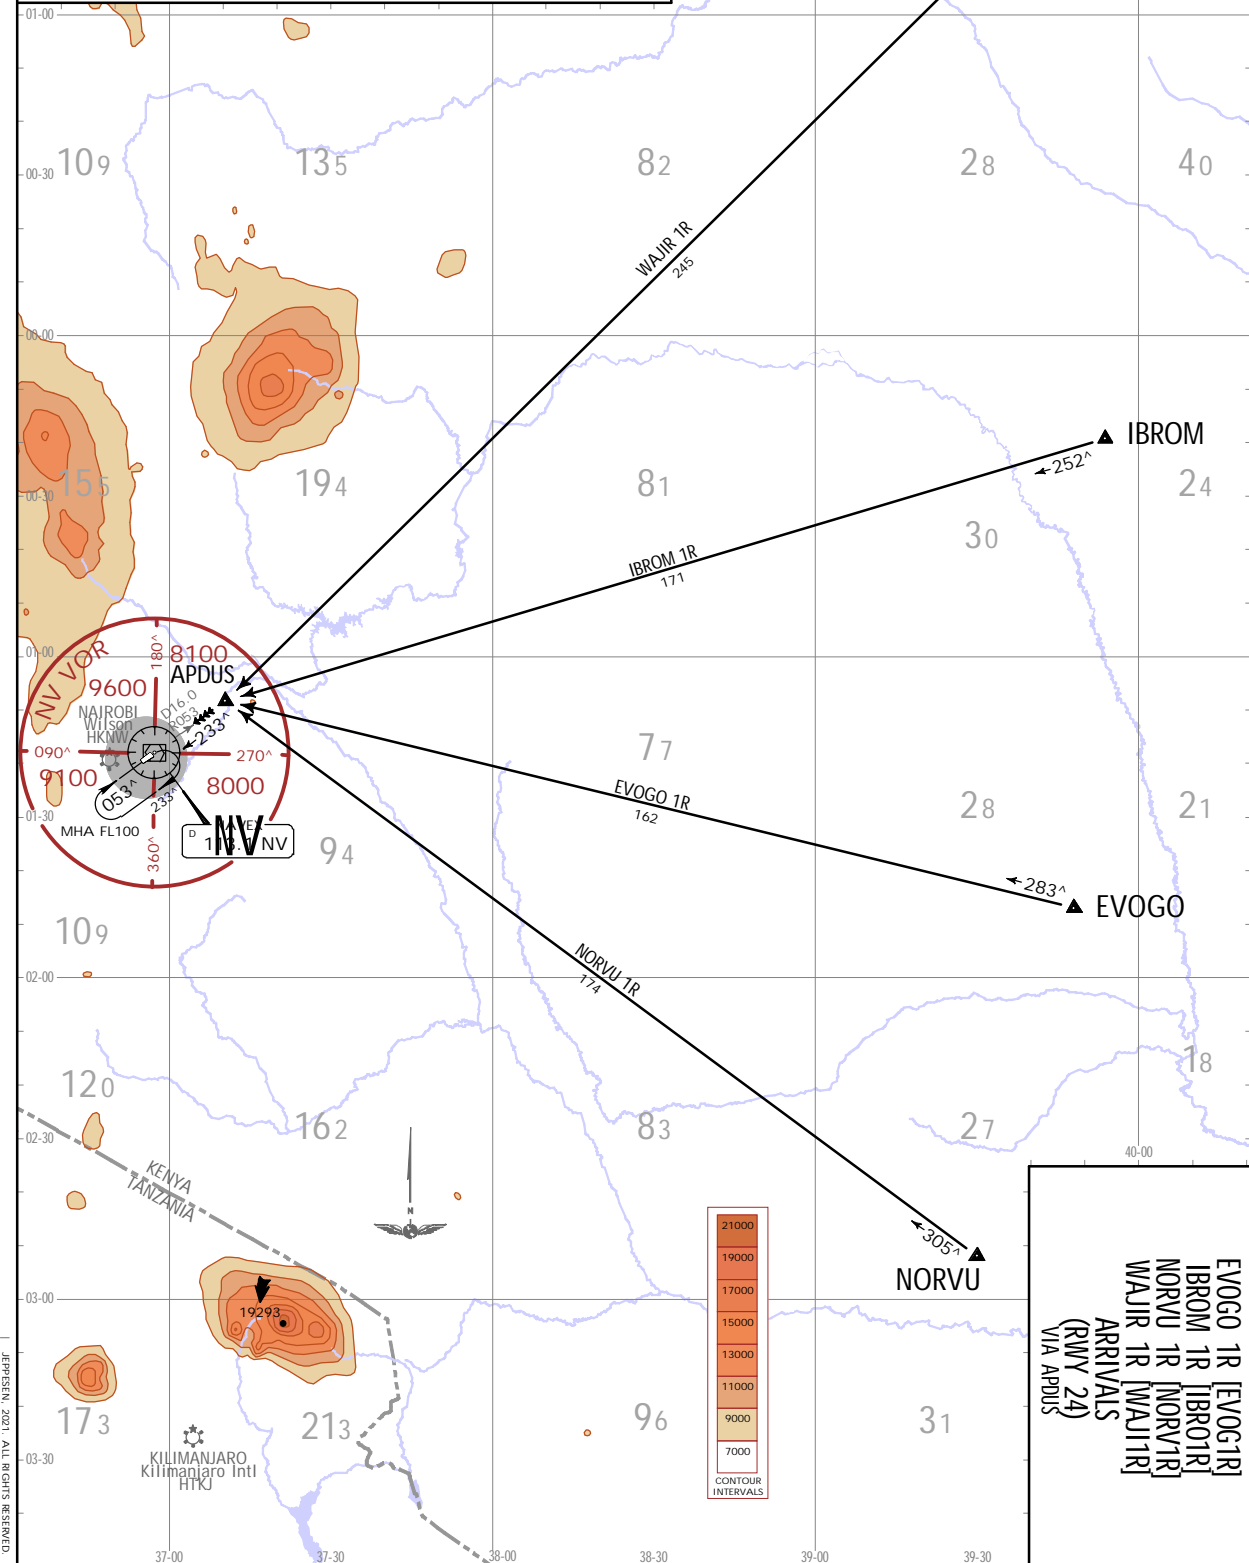 01-00
109
135
82
28
40
00-30
WAJIR 1R
245
00-00
IBROM
252^
155
194
81
24
00-30
30
IBROM 1R
171
01-00
NV VOR
180^
8100
APDUS
9600
D16.0
R053
NAIROBI
Wilson
HKNW
233^
090^
270^
77
9100
8000
053^
233^
EVOGO 1R
162
28
21
01-30
MHA FL100
D
NV
360^
94
283^
EVOGO
109
NORVU 1R
174
02-00
120
18
162
83
27
02-30
40-00
KENYA
TANZANIA
N
305^
NORVU
03-00
19293
21000
19000
17000
15000
13000
11000
9000
7000
CONTOUR
INTERVALS
173
213
96
31
KILIMANJARO
Kilimanjaro Intl
HTKJ
03-30
37-00
37-30
38-00
38-30
39-00
39-30
EVOGO 1R [EVOG1R]
IBROM 1R [IBRO1R]
NORVU 1R [NORV1R]
WAJIR 1R [WAJI1R]
ARRIVALS
(RWY 24)
VIA APDUS
JEPPESEN, 2021. ALL RIGHTS RESERVED.